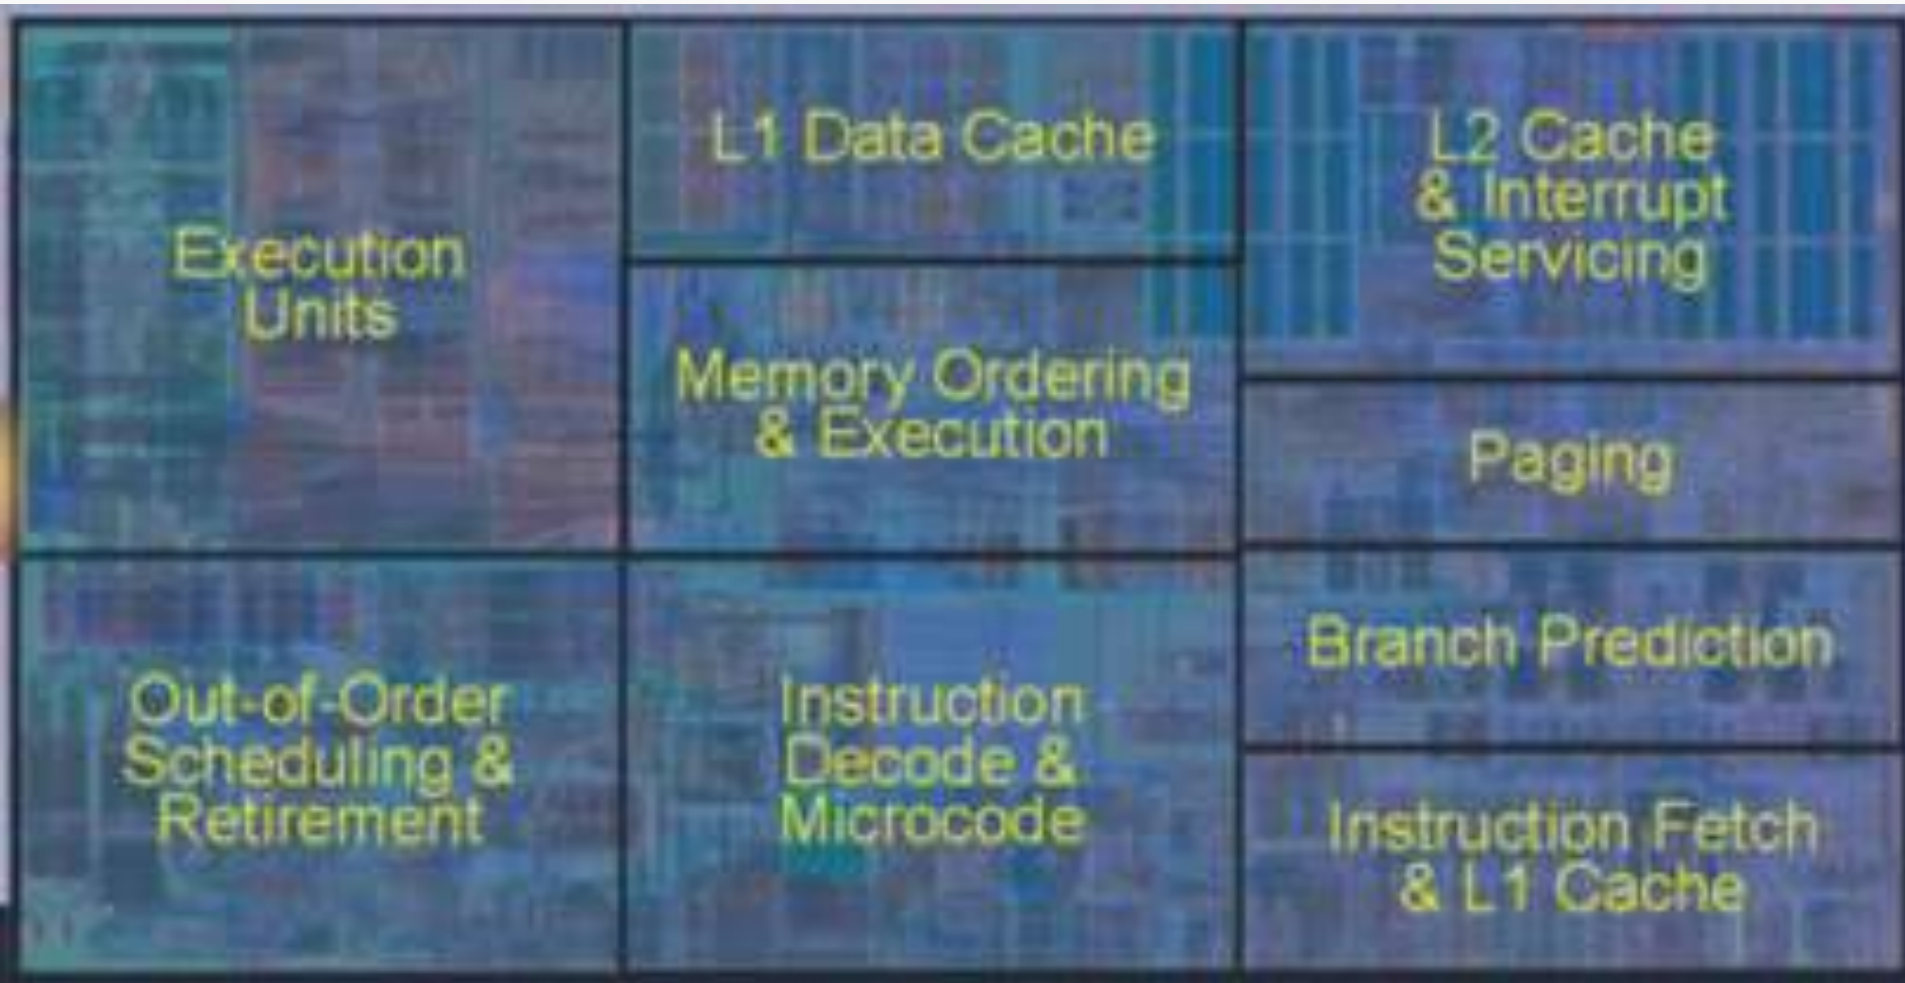 Execution
Units
L1 Data Cache
L2 Cache
& Interrupt
Servicing
Memory Ordering
& Execution
Paging
Out-of-Order
Scheduling &
Retirement
Instruction
Decode &
Microcode
Branch Prediction
Instruction Fetch
& L1 Cache